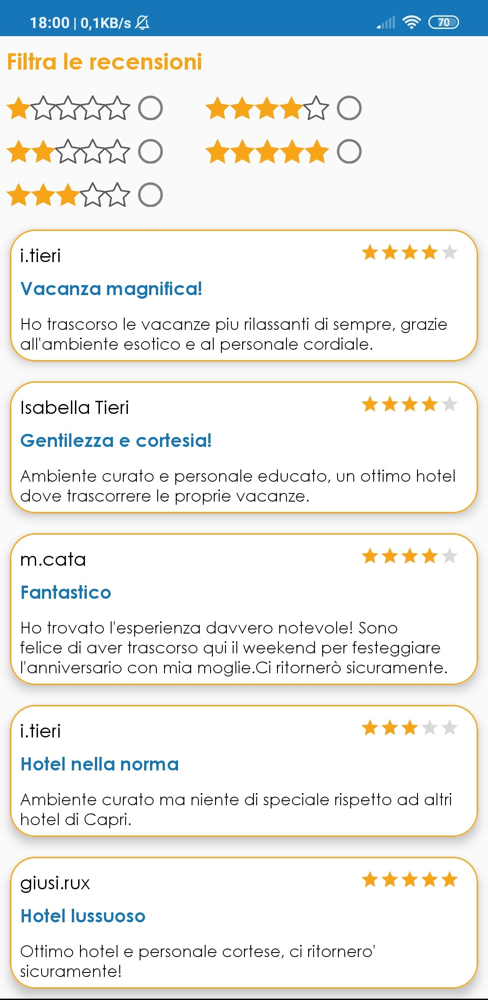 18:00 | 0,1KB/s
70
Filtra le recensioni
i.tieri
Vacanza magnifica!
Ho trascorso le vacanze piu rilassanti di sempre, grazie
all'ambiente esotico e al personale cordiale.
Isabella Tieri
Gentilezza e cortesia!
Ambiente curato e personale educato, un ottimo hotel
dove trascorrere le proprie vacanze.
m.cata
Fantastico
Ho trovato l'esperienza davvero notevole! Sono
felice di aver trascorso qui il weekend per festeggiare
l'anniversario con mia moglie.Ci ritornerò sicuramente.
i.tieri
Hotel nella norma
Ambiente curato ma niente di speciale rispetto ad altri
hotel di Capri.
giusi.rux
Hotel lussuoso
Ottimo hotel e personale cortese, ci ritornero'
sicuramente!